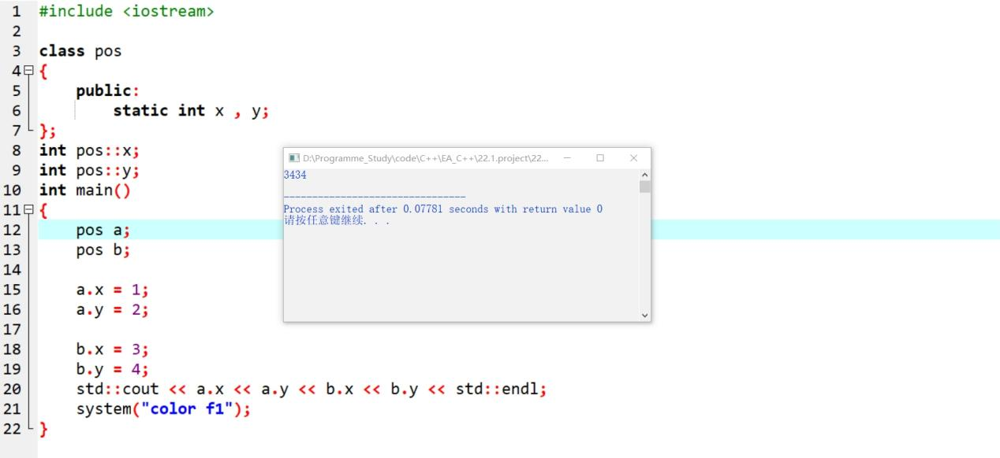 1 #include <iostream>
2
3 class pos
4 {
5 public:
6 static int x , y;
7 };
8 int pos::x;
9 int pos::y;
10 int main()
11 {
12 pos a;
13 pos b;
14
15 a.x = 1;
16 a.y = 2;
17
18 b.x = 3;
19 b.y = 4;
20 std::cout << a.x << a.y << b.x << b.y << std::endl;
21 system("color f1");
22 }
D:\Programme_Study\code\C++\EA_C++\22.1.project\22...
3434
--------------------------------
Process exited after 0.07781 seconds with return value 0
请按任意键继续. . .